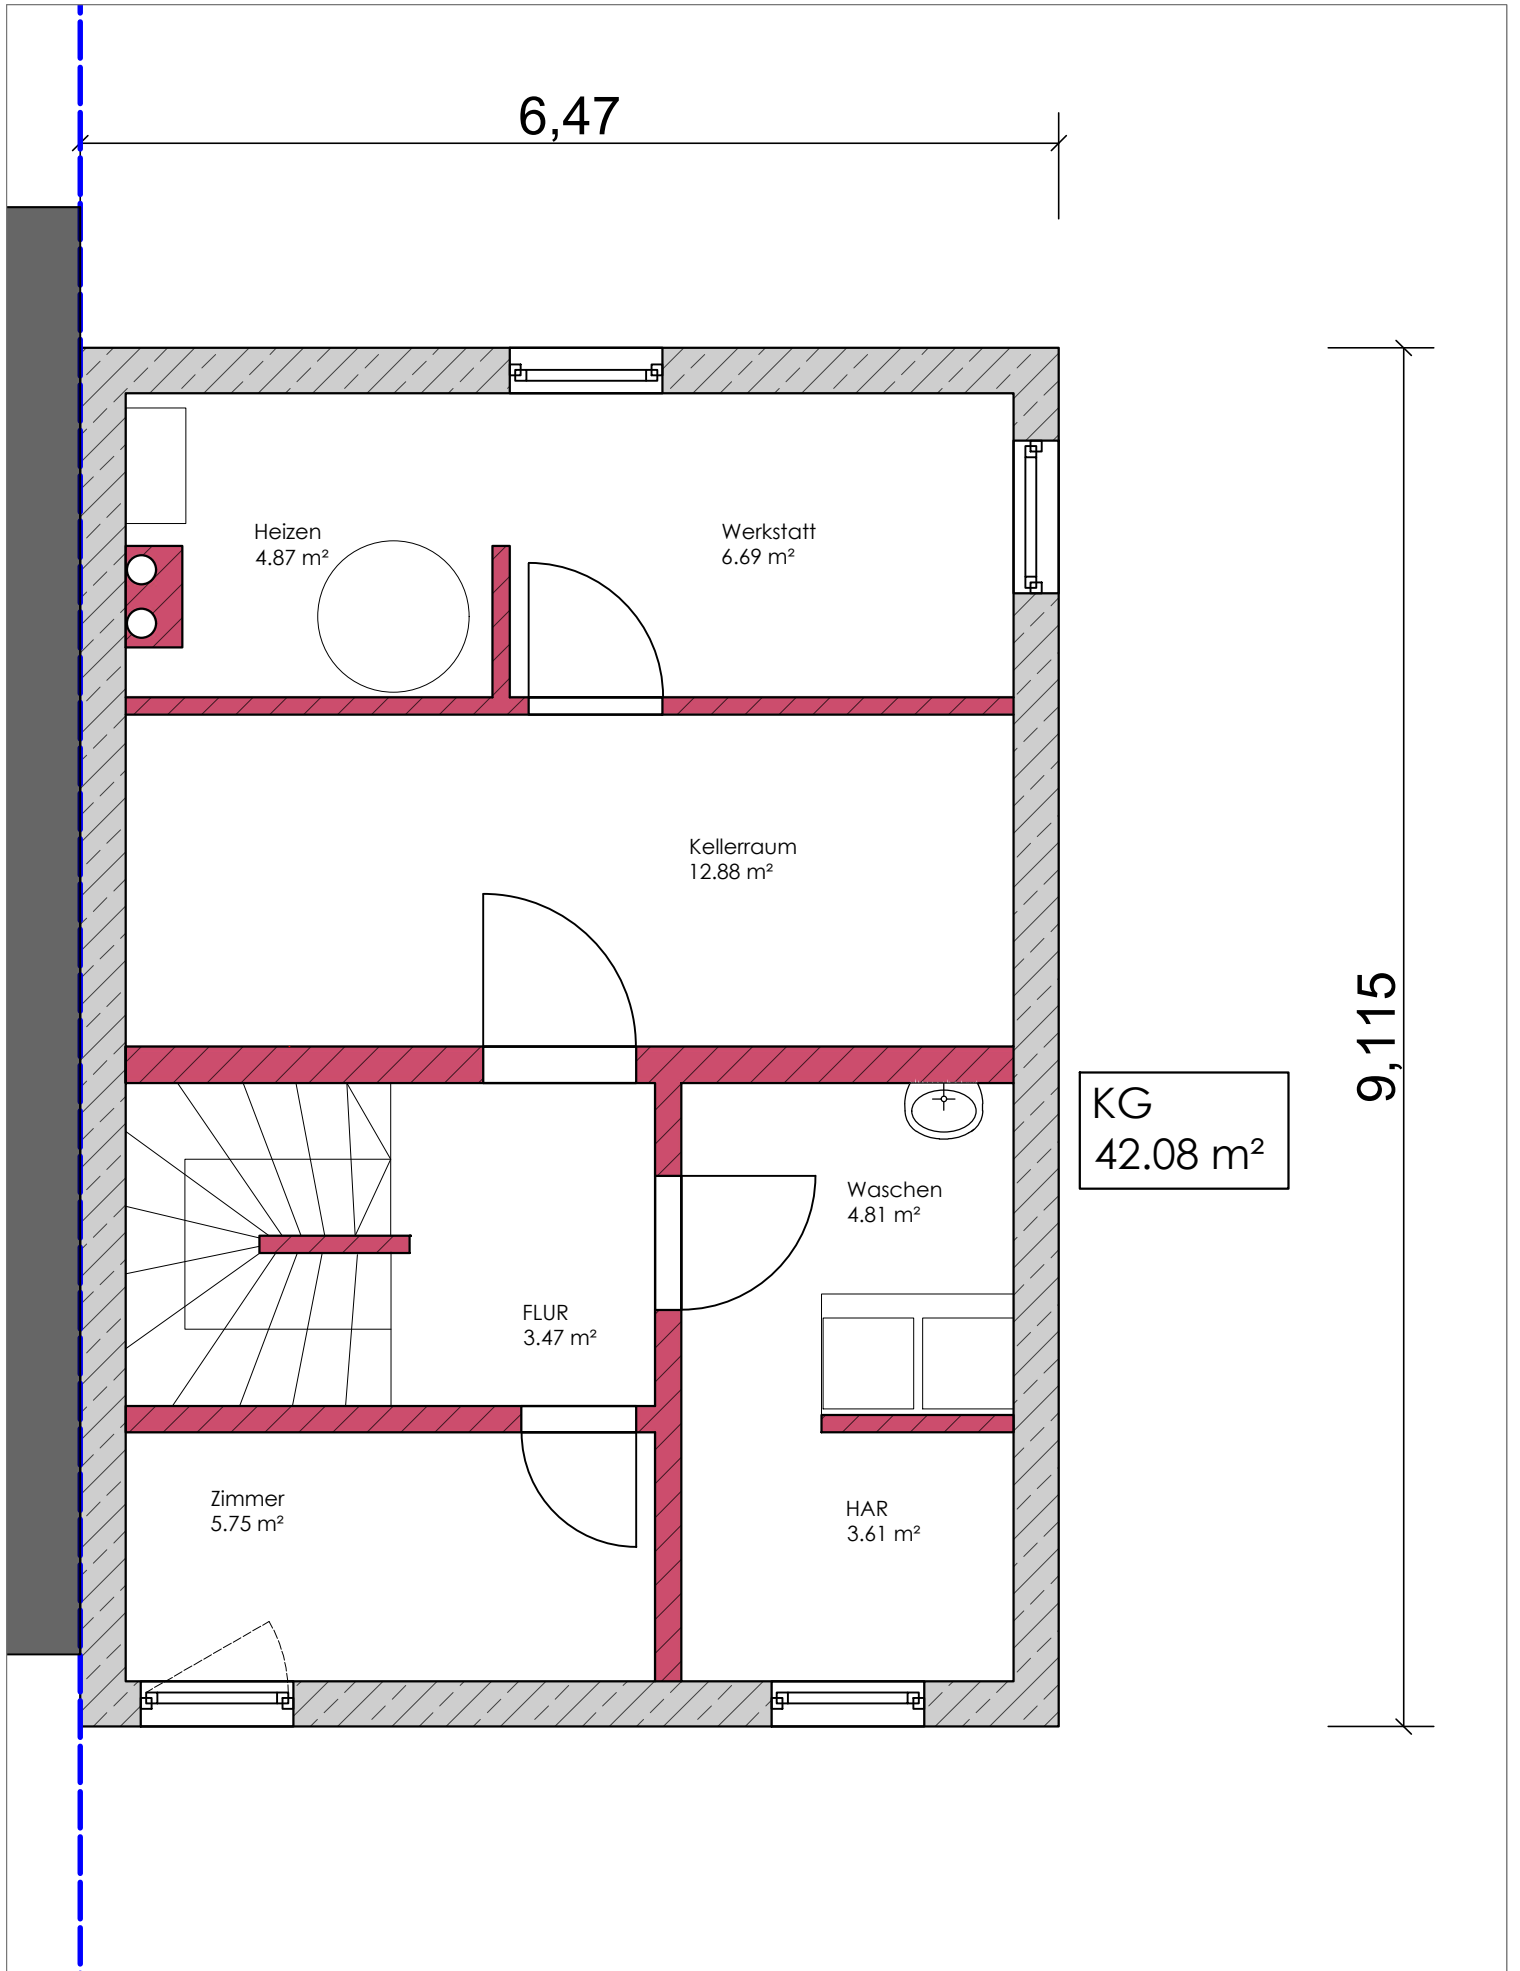 6,47
Heizen
4.87 m²
Werkstatt
6.69 m²
Kellerraum
12.88 m²
9,115
KG
42.08 m²
Waschen
4.81 m²
FLUR
3.47 m²
Zimmer
5.75 m²
HAR
3.61 m²